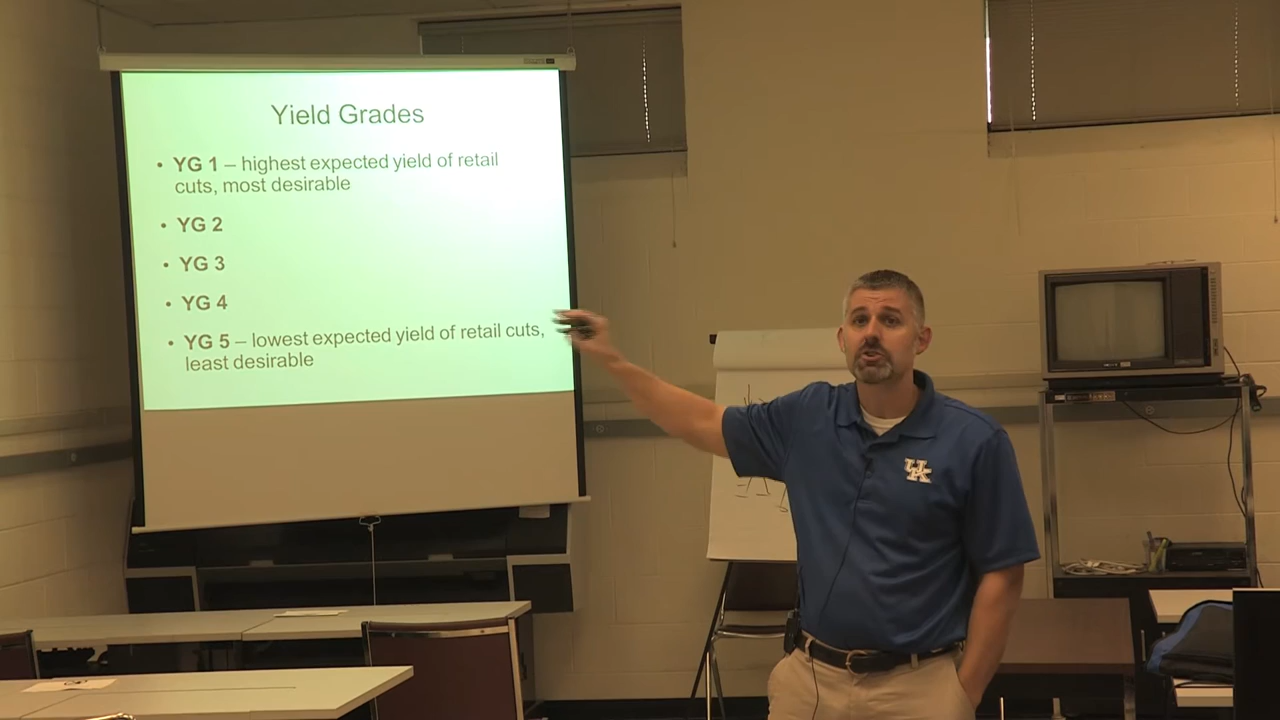 Yield Grades
• YG 1 – highest expected yield of retail
cuts, most desirable
• YG 2
• YG 3
• YG 4
• YG 5 – lowest expected yield of retail cuts,
least desirable
UK